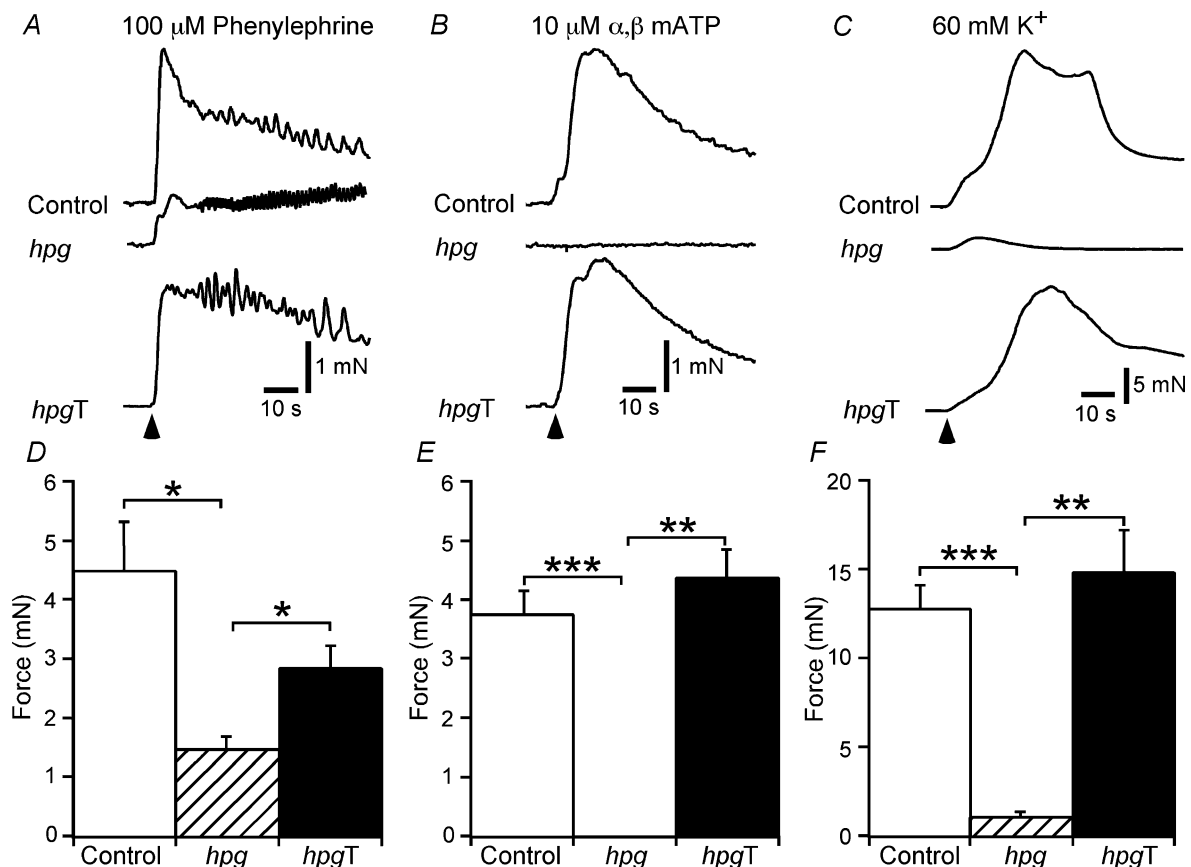 A 100 μM Phenylephrine
B 10 μM α,β mATP
C 60 mM K⁺
Control
hpg
hpgT
1 mN
10 s
Control
hpg
hpgT
1 mN
10 s
Control
hpg
hpgT
5 mN
10 s
D
Force (mN)
6
5
4
3
2
1
0
*
*
Control hpg hpgT
E
Force (mN)
6
5
4
3
2
1
0
***
**
Control hpg hpgT
F
Force (mN)
20
15
10
5
0
***
**
Control hpg hpgT